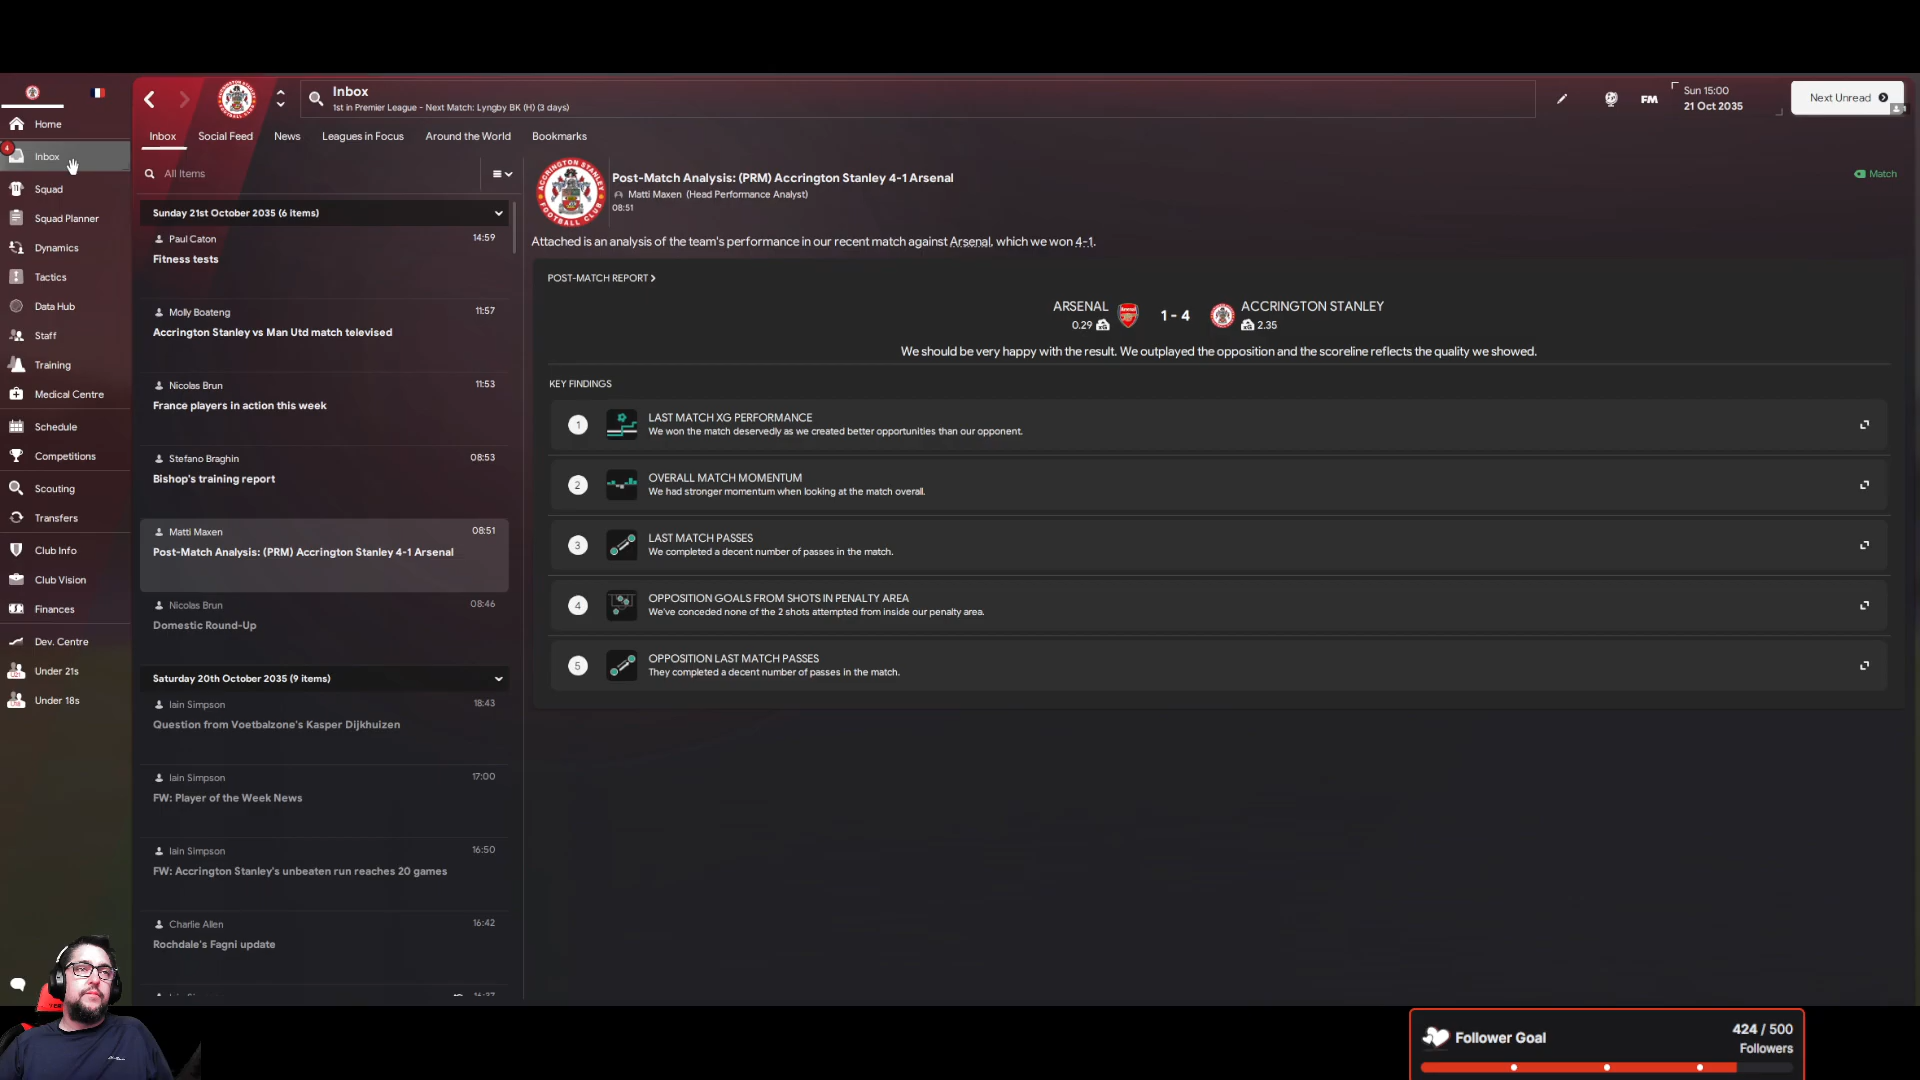 Inbox
1st in Premier League - Next Match: Lyngby BK (H) (3 days)
FM
Sun 15:00
21 Oct 2035
Next Unread
1
Home
4
Inbox
Squad
Squad Planner
Dynamics
Tactics
Data Hub
Staff
Training
Medical Centre
Schedule
Competitions
Scouting
Transfers
Club Info
Club Vision
Finances
Dev. Centre
Under 21s
Under 18s
Inbox
Social Feed
News
Leagues in Focus
Around the World
Bookmarks
All Items
Sunday 21st October 2035 (6 items)
Paul Caton 14:59
Fitness tests
Molly Boateng 11:57
Accrington Stanley vs Man Utd match televised
Nicolas Brun 11:53
France players in action this week
Stefano Braghin 08:53
Bishop's training report
Matti Maxen 08:51
Post-Match Analysis: (PRM) Accrington Stanley 4-1 Arsenal
Nicolas Brun 08:46
Domestic Round-Up
Saturday 20th October 2035 (9 items)
Iain Simpson 18:43
Question from Voetbalzone's Kasper Dijkhuizen
Iain Simpson 17:00
FW: Player of the Week News
Iain Simpson 16:50
FW: Accrington Stanley's unbeaten run reaches 20 games
Charlie Allen 16:42
Rochdale's Fagni update
ACCRINGTON STANLEY
FOOTBALL CLUB
Post-Match Analysis: (PRM) Accrington Stanley 4-1 Arsenal
Matti Maxen (Head Performance Analyst)
08:51
Match
Attached is an analysis of the team's performance in our recent match against Arsenal, which we won 4-1.
POST-MATCH REPORT
ARSENAL 1 - 4 ACCRINGTON STANLEY
0.29 2.35
We should be very happy with the result. We outplayed the opposition and the scoreline reflects the quality we showed.
KEY FINDINGS
1 LAST MATCH XG PERFORMANCE
We won the match deservedly as we created better opportunities than our opponent.
2 OVERALL MATCH MOMENTUM
We had stronger momentum when looking at the match overall.
3 LAST MATCH PASSES
We completed a decent number of passes in the match.
4 OPPOSITION GOALS FROM SHOTS IN PENALTY AREA
We've conceded none of the 2 shots attempted from inside our penalty area.
5 OPPOSITION LAST MATCH PASSES
They completed a decent number of passes in the match.
Follower Goal
424 / 500
Followers